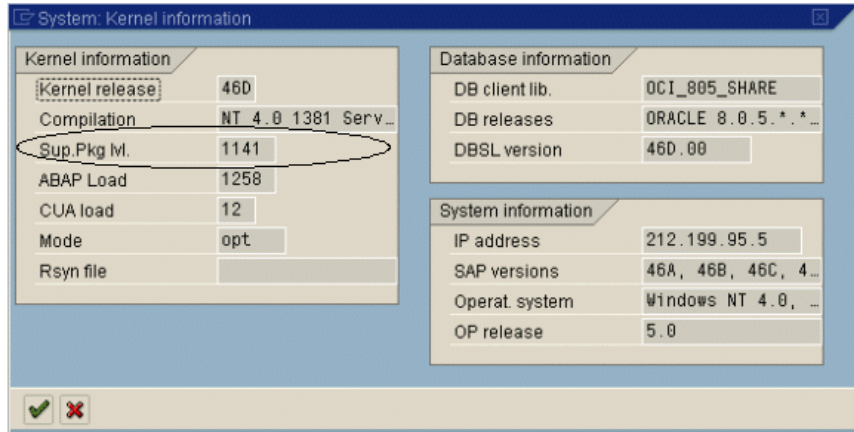 System: Kernel information
Kernel information
Kernel release 46D
Compilation NT 4.0 1381 Serv…
Sup.Pkg lvl. 1141
ABAP Load 1258
CUA load 12
Mode opt
Rsyn file
Database information
DB client lib. OCI_805_SHARE
DB releases ORACLE 8.0.5.*.*…
DBSL version 46D.00
System information
IP address 212.199.95.5
SAP versions 46A, 46B, 46C, 4…
Operat. system Windows NT 4.0, …
OP release 5.0